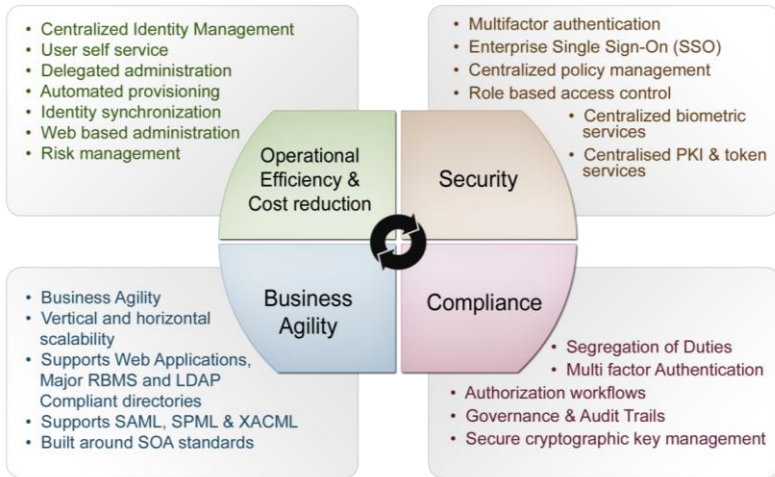 Centralized Identity Management
User self service
Delegated administration
Automated provisioning
Identity synchronization
Web based administration
Risk management
Multifactor authentication
Enterprise Single Sign-On (SSO)
Centralized policy management
Role based access control
Centralized biometric
services
Centralised PKI & token
services
Operational
Efficiency &
Cost reduction
Security
Business
Agility
Compliance
Business Agility
Vertical and horizontal
scalability
Supports Web Applications,
Major RBMS and LDAP
Compliant directories
Supports SAML, SPML & XACML
Built around SOA standards
Segregation of Duties
Multi factor Authentication
Authorization workflows
Governance & Audit Trails
Secure cryptographic key management